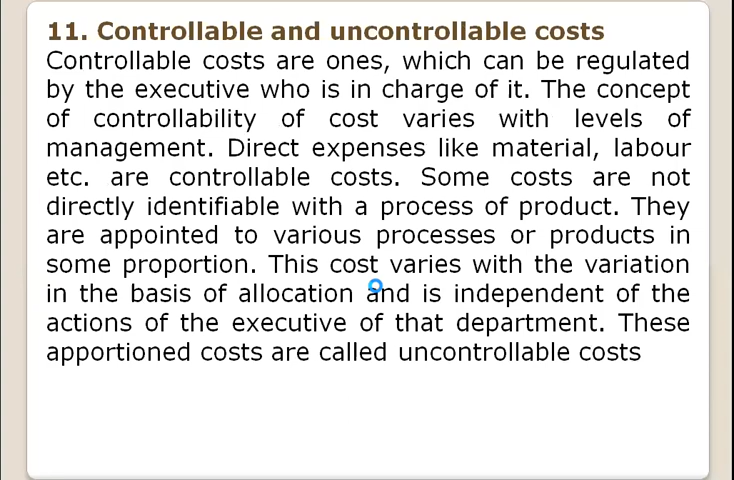 11. Controllable and uncontrollable costs
Controllable costs are ones, which can be regulated
by the executive who is in charge of it. The concept
of controllability of cost varies with levels of
management. Direct expenses like material, labour
etc. are controllable costs. Some costs are not
directly identifiable with a process of product. They
are appointed to various processes or products in
some proportion. This cost varies with the variation
in the basis of allocation and is independent of the
actions of the executive of that department. These
apportioned costs are called uncontrollable costs